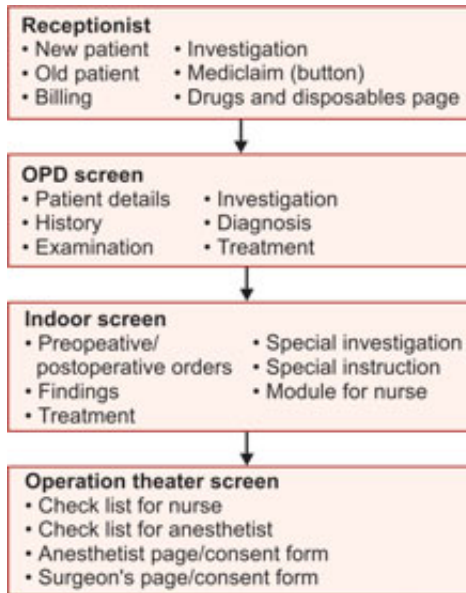 Receptionist
• New patient • Investigation
• Old patient • Mediclaim (button)
• Billing • Drugs and disposables page
OPD screen
• Patient details • Investigation
• History • Diagnosis
• Examination • Treatment
Indoor screen
• Preopeative/ • Special investigation
postoperative orders • Special instruction
• Findings • Module for nurse
• Treatment
Operation theater screen
• Check list for nurse
• Check list for anesthetist
• Anesthetist page/consent form
• Surgeon's page/consent form